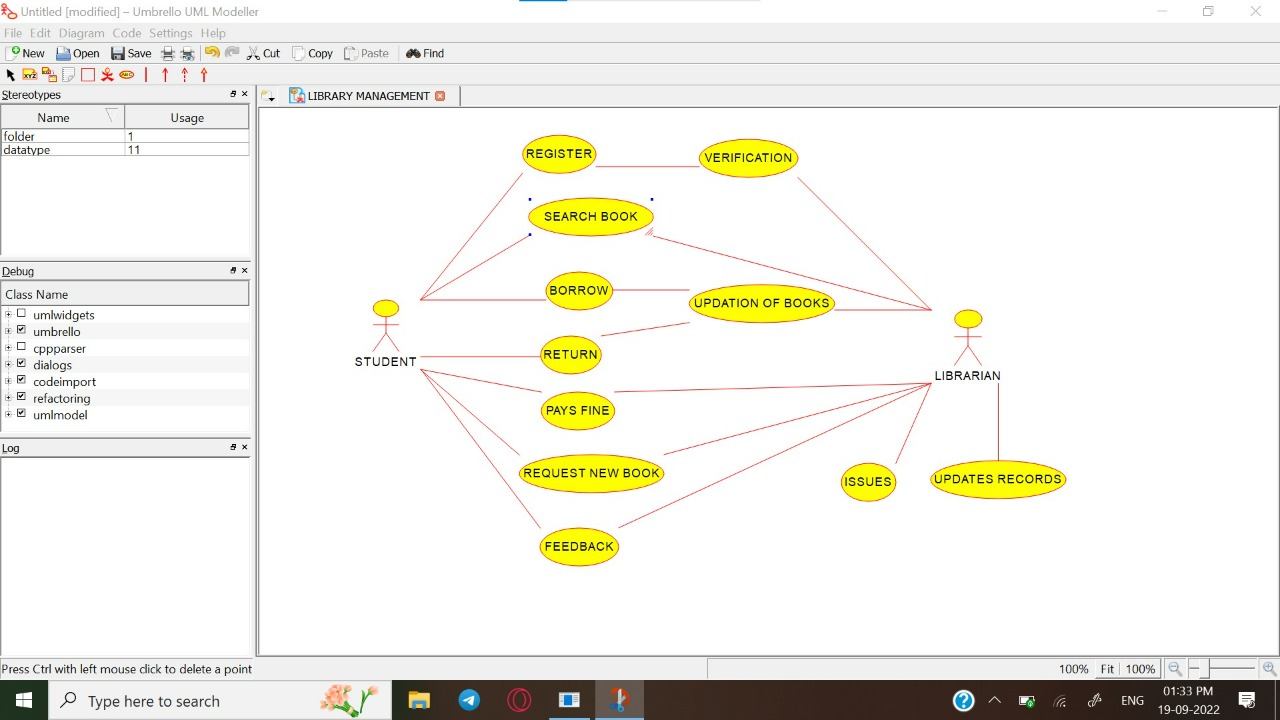 Untitled [modified] – Umbrello UML Modeller
File Edit Diagram Code Settings Help
New Open Save Cut Copy Paste Find
Stereotypes
LIBRARY MANAGEMENT
Name Usage
folder 1
datatype 11
Debug
Class Name
umlwidgets
umbrello
cppparser
dialogs
codeimport
refactoring
umlmodel
Log
REGISTER
VERIFICATION
SEARCH BOOK
BORROW
UPDATION OF BOOKS
RETURN
STUDENT
LIBRARIAN
PAYS FINE
REQUEST NEW BOOK
ISSUES
UPDATES RECORDS
FEEDBACK
Press Ctrl with left mouse click to delete a point
100% Fit 100%
Type here to search
ENG
01:33 PM
19-09-2022